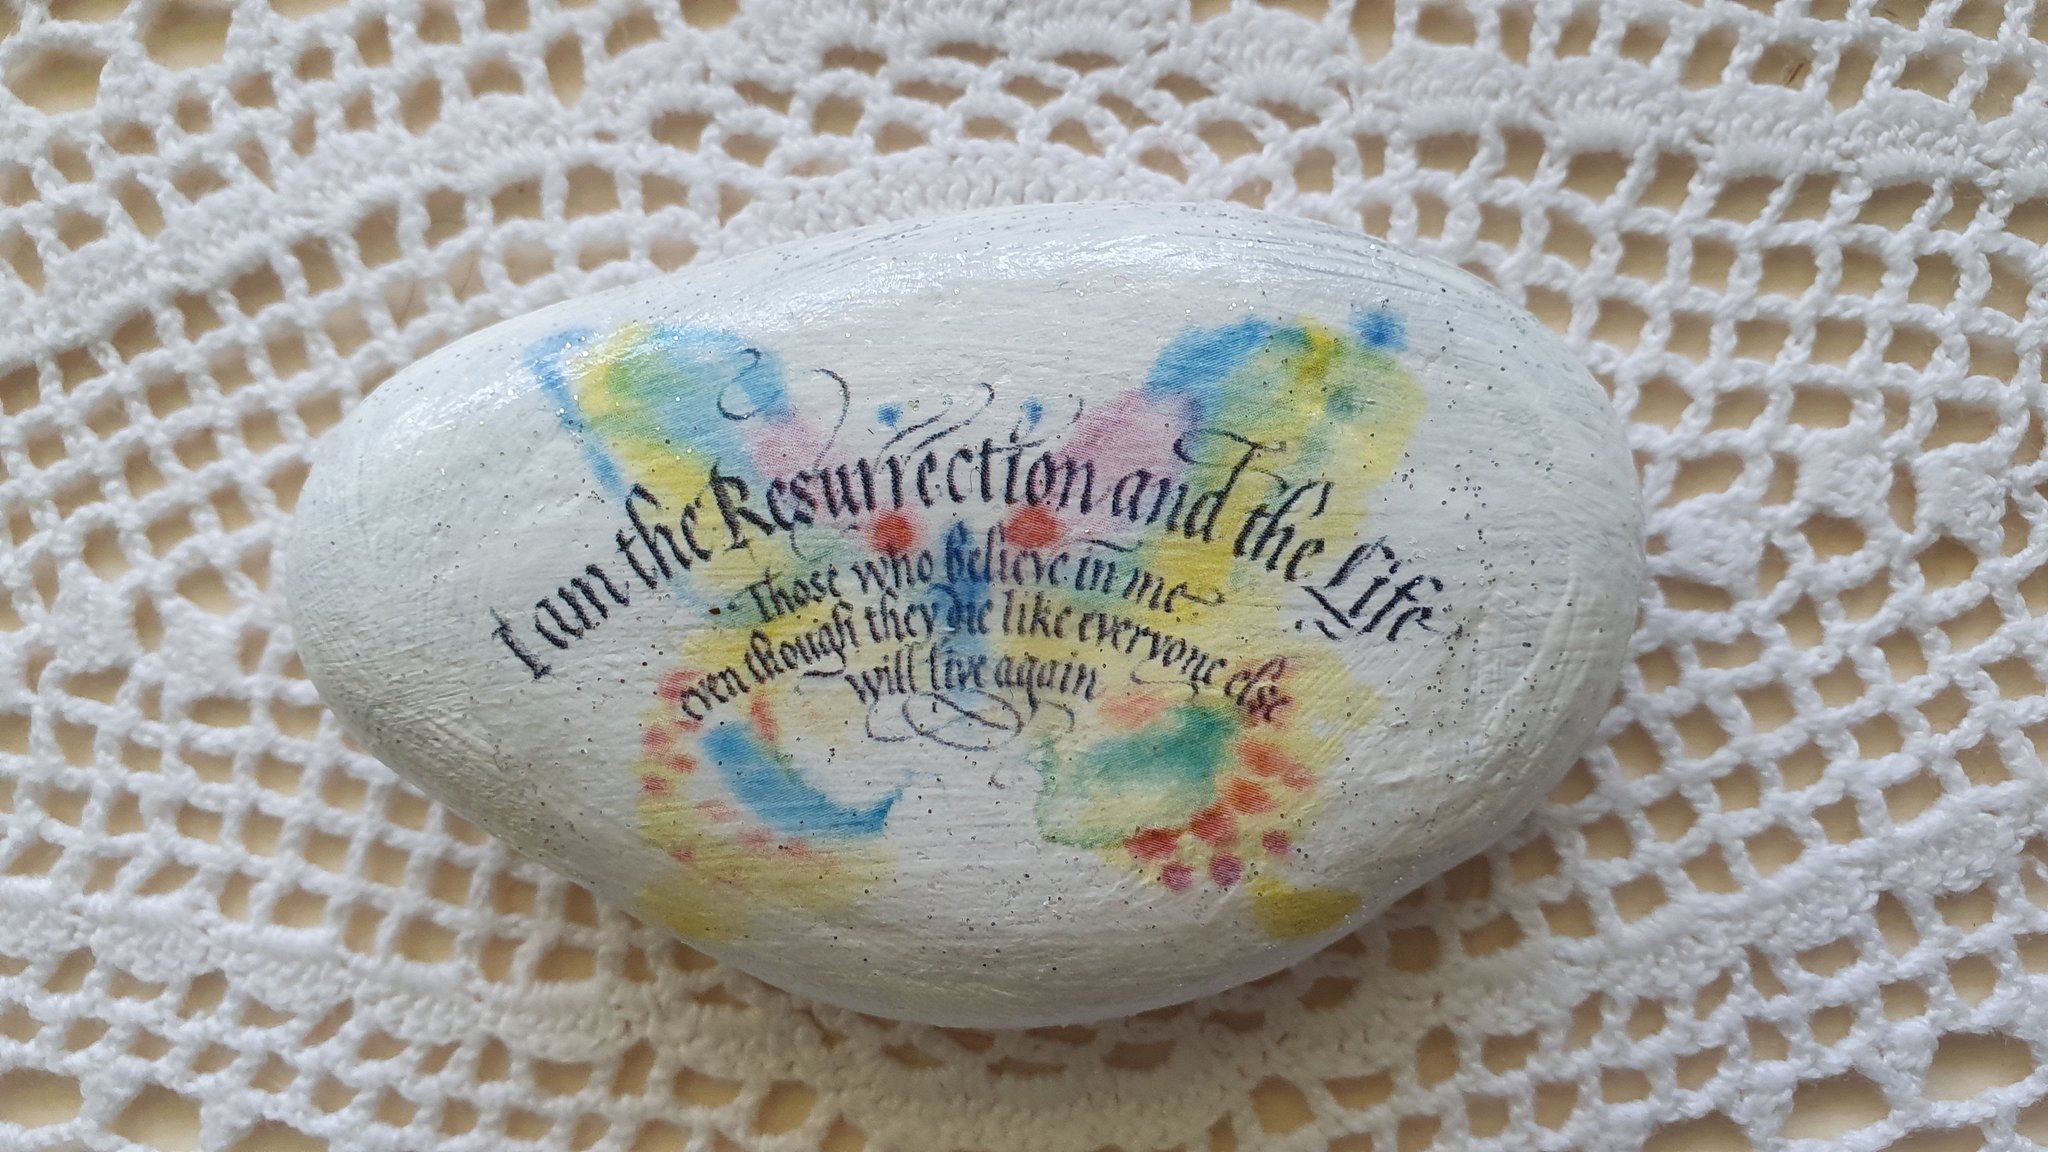 I am the Resurrection and the Life
Those who believe in me
even though they die like everyone else
will live again